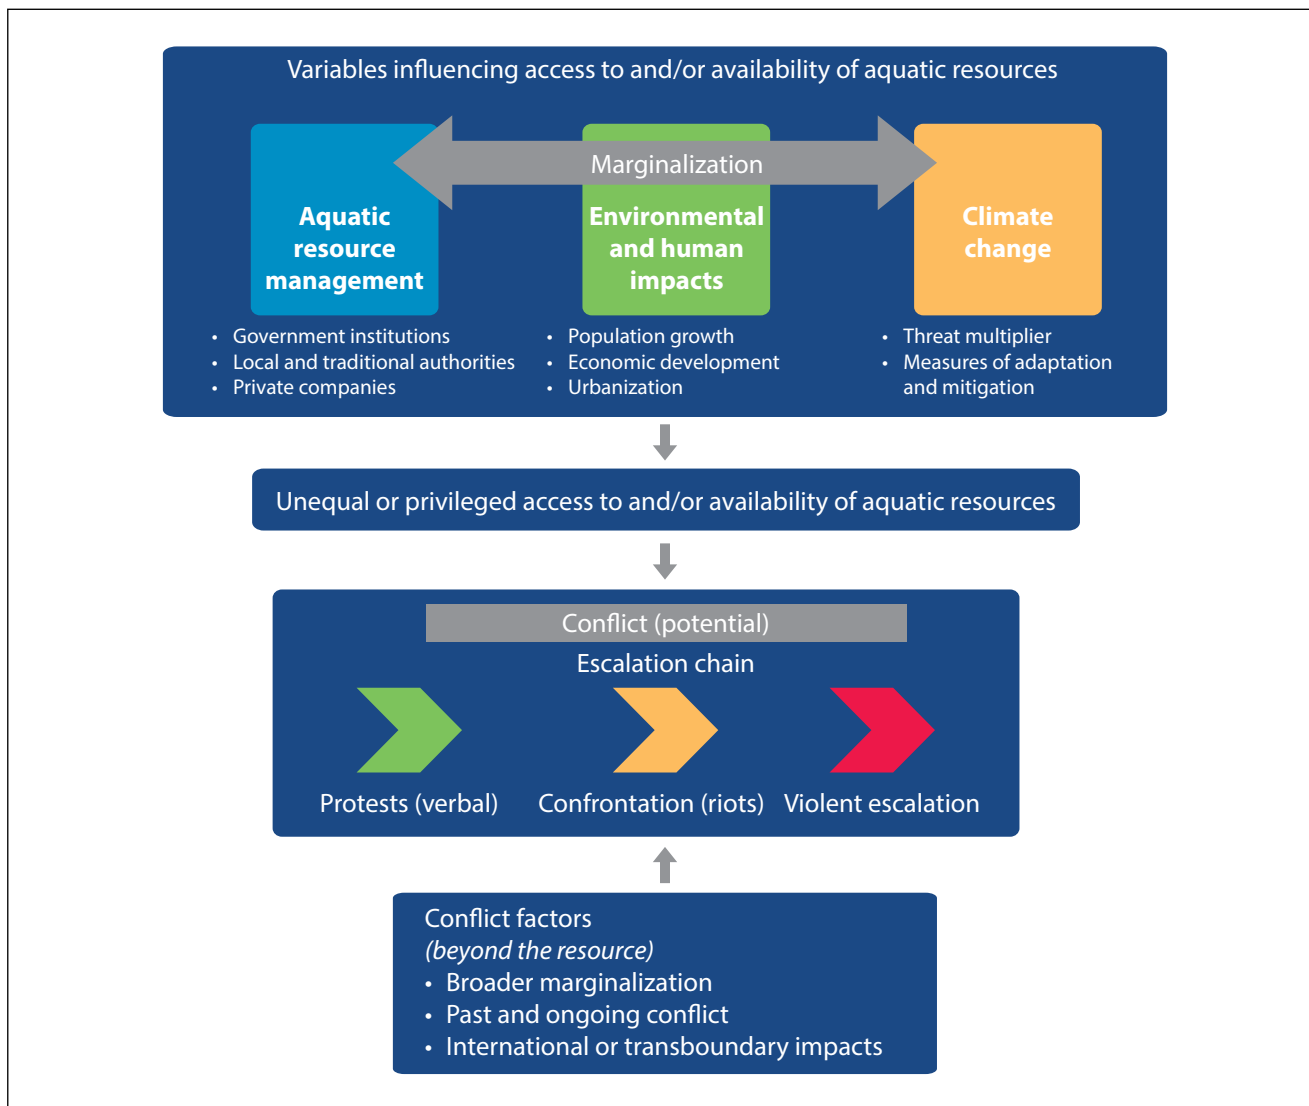 Variables influencing access to and/or availability of aquatic resources
Marginalization
Aquatic
resource
management
• Government institutions
• Local and traditional authorities
• Private companies
Environmental
and human
impacts
• Population growth
• Economic development
• Urbanization
Climate
change
• Threat multiplier
• Measures of adaptation
and mitigation
Unequal or privileged access to and/or availability of aquatic resources
Conflict (potential)
Escalation chain
Protests (verbal)
Confrontation (riots)
Violent escalation
Conflict factors
(beyond the resource)
• Broader marginalization
• Past and ongoing conflict
• International or transboundary impacts